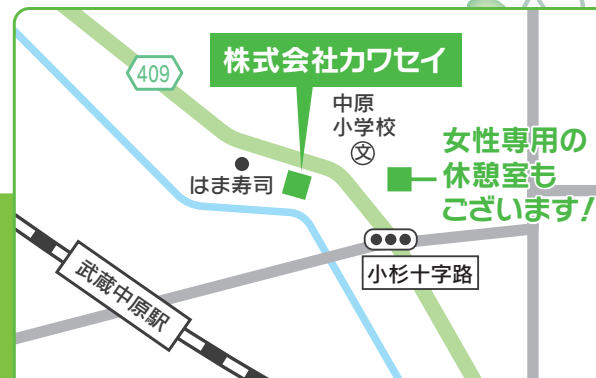 409
株式会社カワセイ
中原
小学校
文
はま寿司
女性専用の
休憩室も
ございます!
小杉十字路
武蔵中原駅